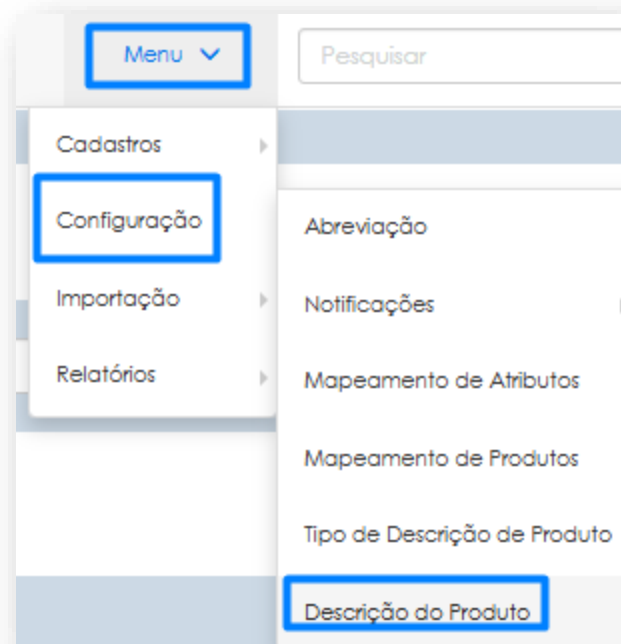 Menu
Pesquisar
Cadastros
Configuração
Importação
Relatórios
Abreviação
Notificações
Mapeamento de Atributos
Mapeamento de Produtos
Tipo de Descrição de Produto
Descrição do Produto